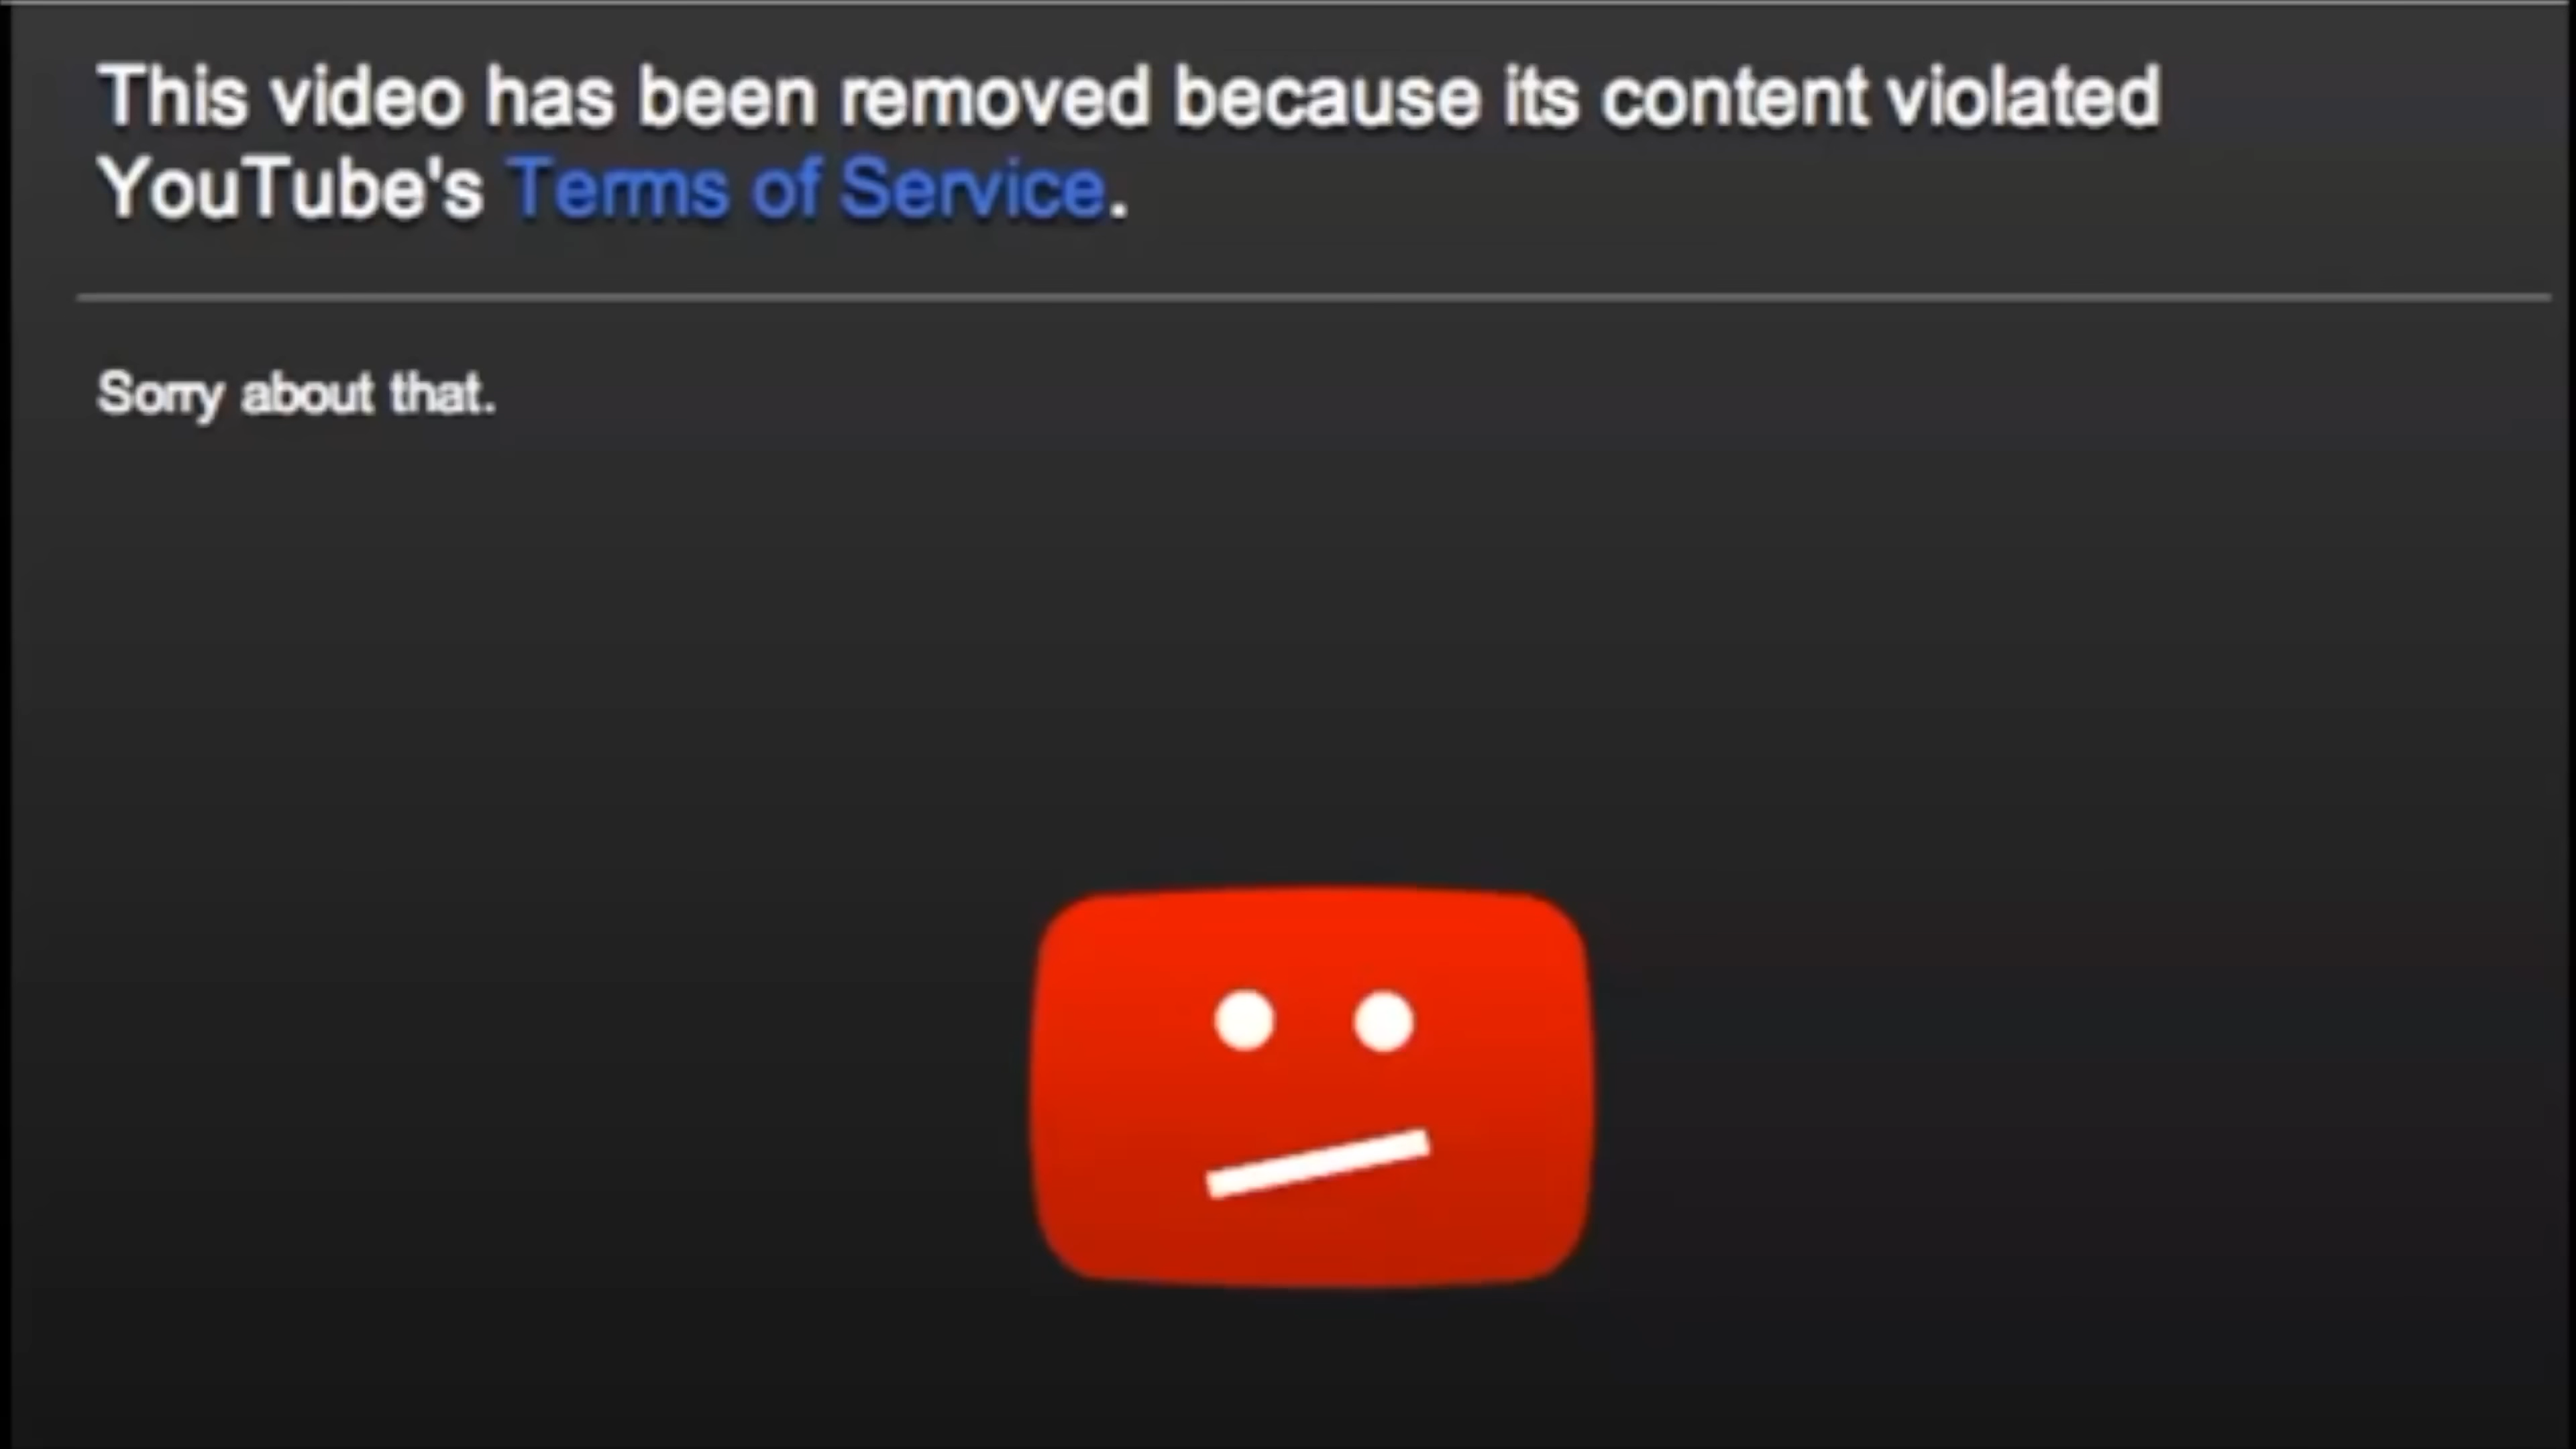 This video has been removed because its content violated
YouTube's Terms of Service.
Sorry about that.